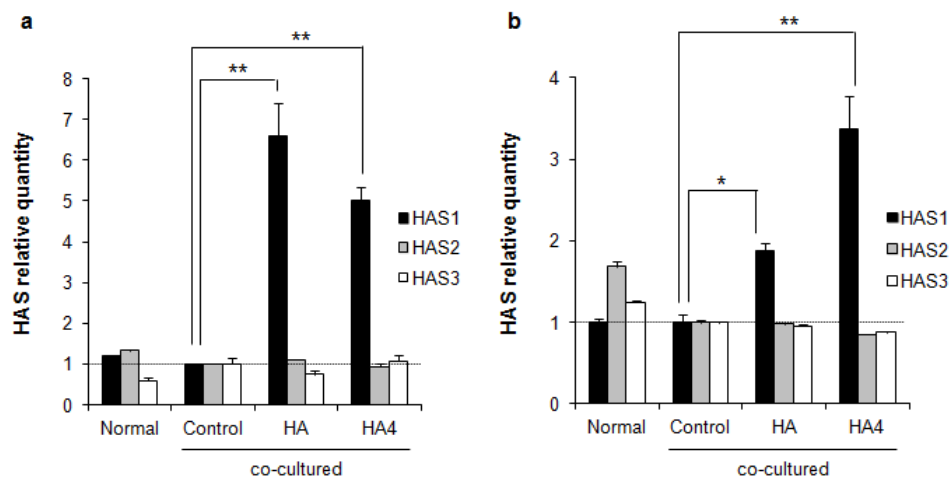 a
**
**
HAS relative quantity
8
7
6
5
4
3
2
1
0
HAS1
HAS2
HAS3
Normal Control HA HA4
co-cultured
b
**
*
HAS relative quantity
4
3
2
1
0
HAS1
HAS2
HAS3
Normal Control HA HA4
co-cultured